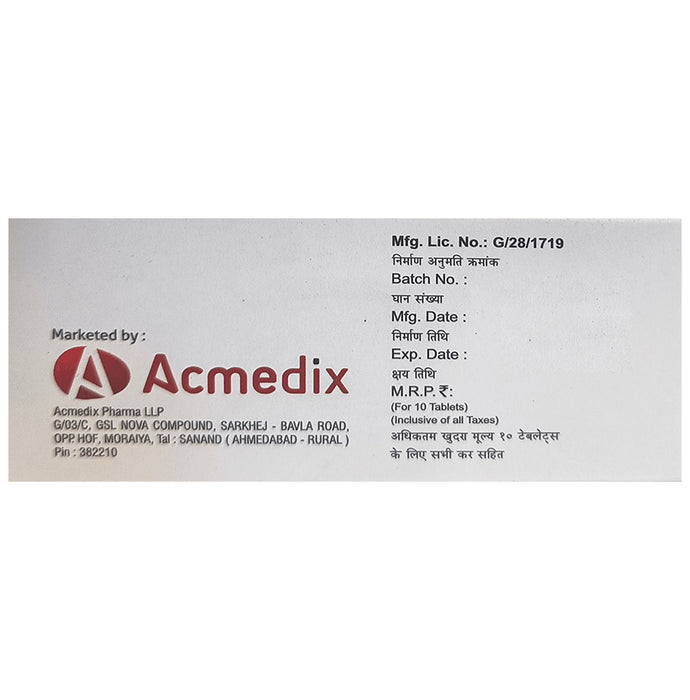 Marketed by :
Acmedix
Acmedix Pharma LLP
G/03/C, GSL NOVA COMPOUND, SARKHEJ - BAVLA ROAD,
OPP HOF, MORAIYA, Tal : SANAND ( AHMEDABAD - RURAL )
Pin : 382210
Mfg. Lic. No.: G/28/1719
निर्माण अनुमति क्रमांक
Batch No. :
घान संख्या
Mfg. Date :
निर्माण तिथि
Exp. Date :
क्षय तिथि
M.R.P. ₹:
(For 10 Tablets)
(Inclusive of all Taxes)
अधिकतम खुदरा मूल्य १० टेबलेट्स
के लिए सभी कर सहित